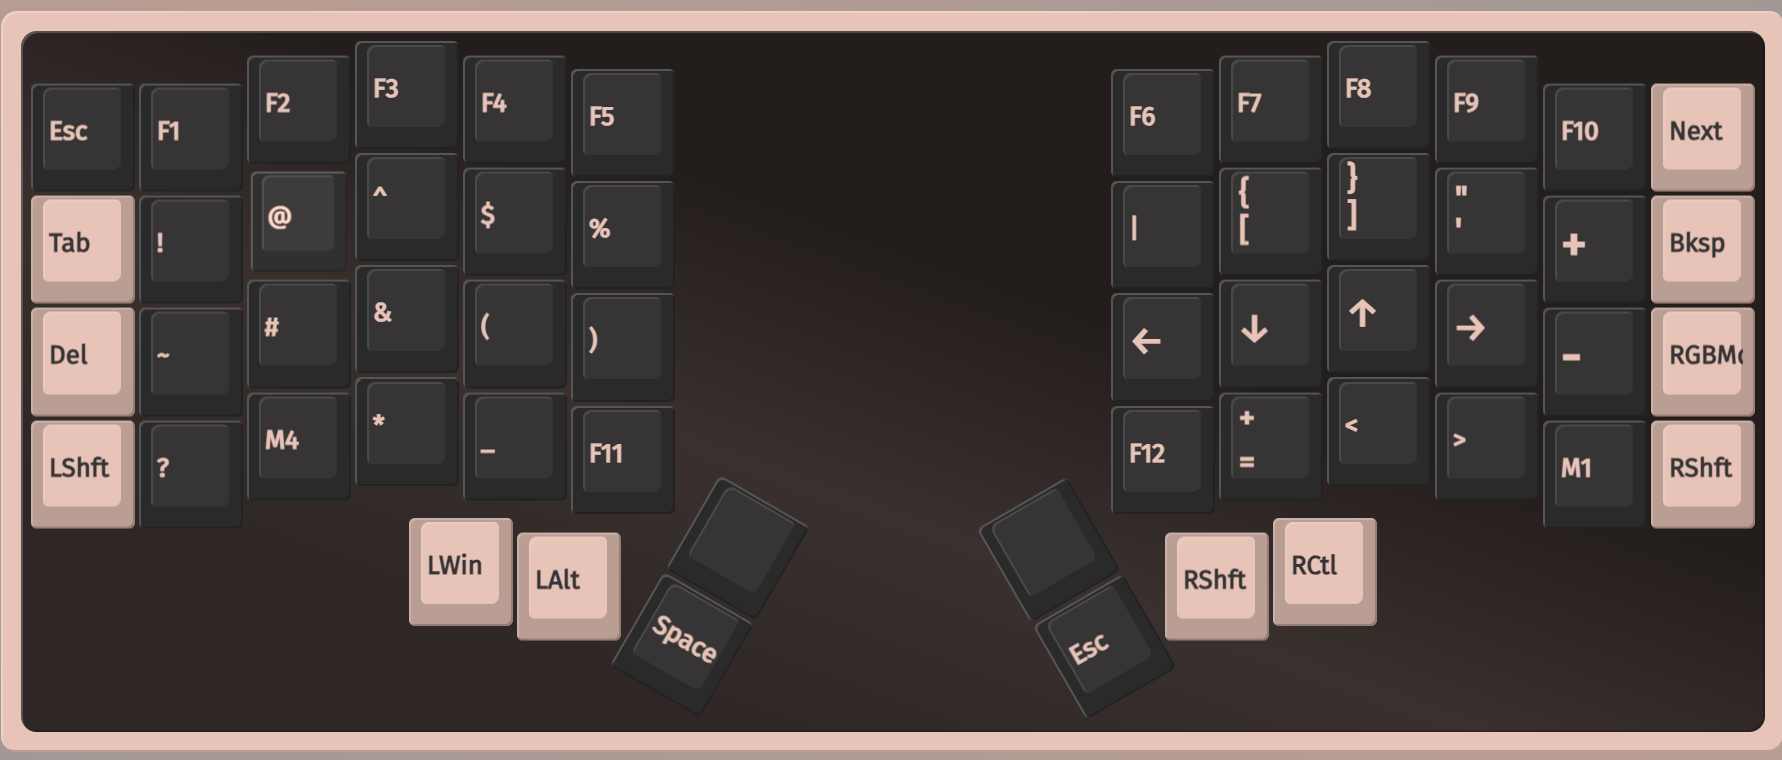 Esc F1 F2 F3 F4 F5 F6 F7 F8 F9 F10 Next
Tab ! @ ^ $ % | { [ } ] " ' + Bksp
Del ~ # & ( ) ← ↓ ↑ → - RGBMo
LShft ? M4 * _ F11 F12 + = < > M1 RShft
LWin LAlt RShft RCtl
Space Esc